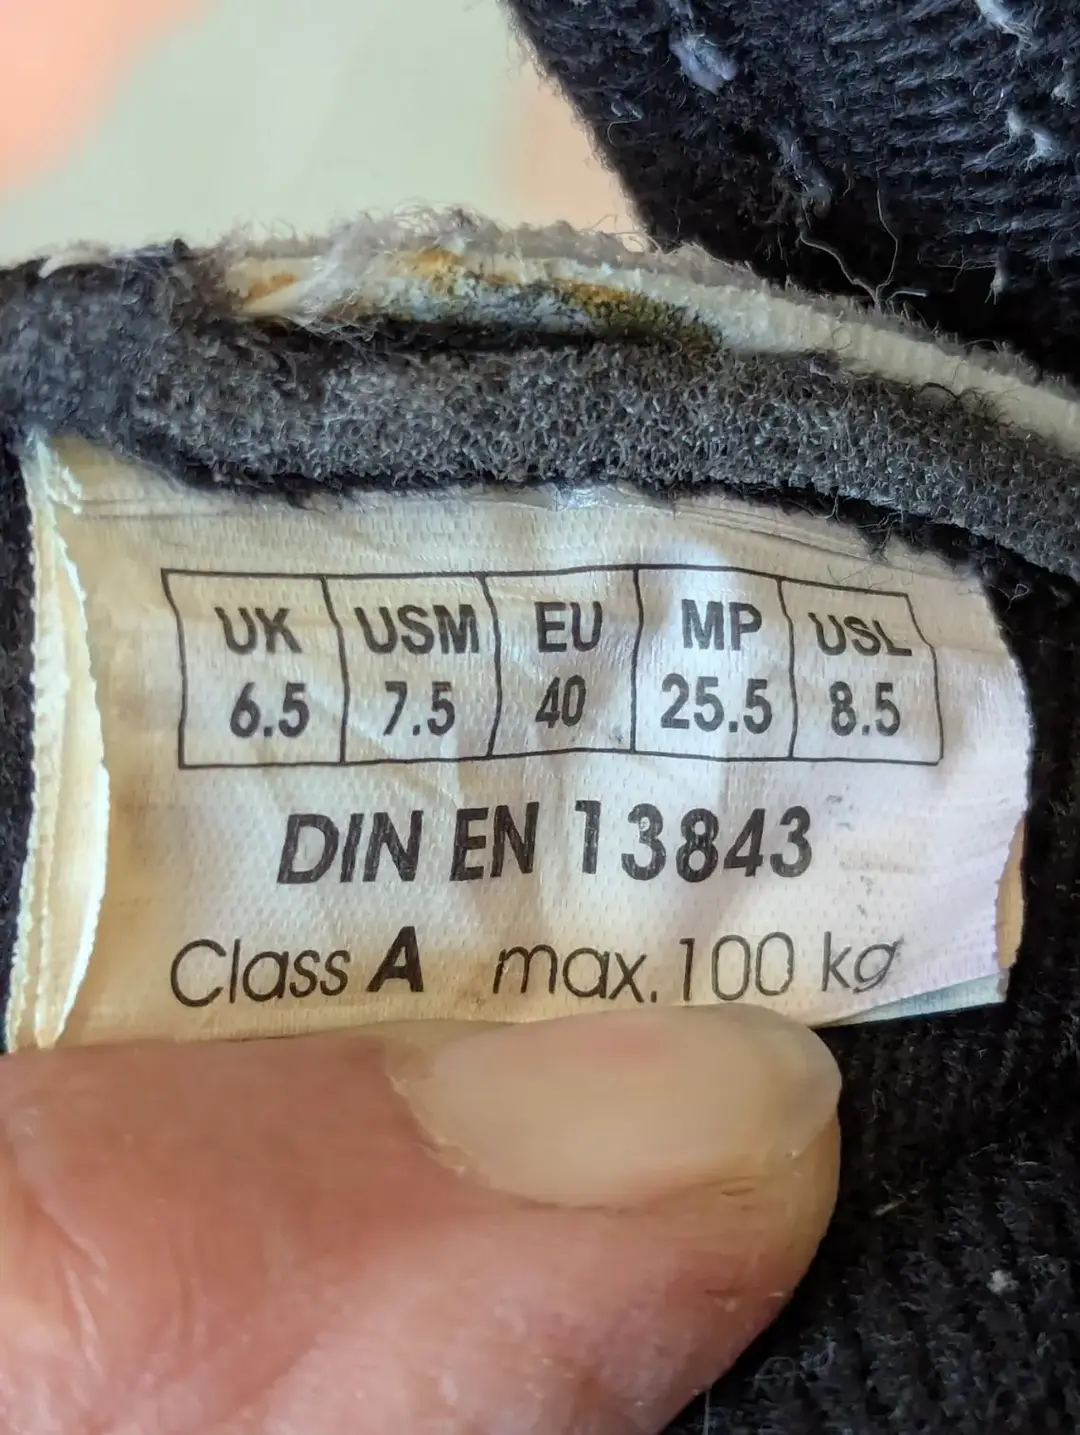 UK USM EU MP USL
6.5 7.5 40 25.5 8.5
DIN EN 13843
Class A max. 100 kg